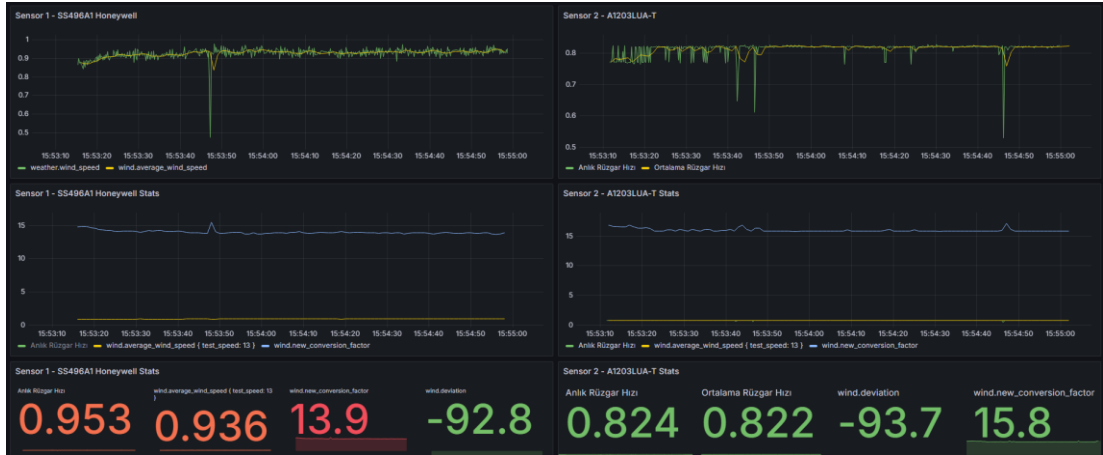 Sensor 1 - SS496A1 Honeywell
1
0.9
0.8
0.7
0.6
0.5
15:53:10 15:53:20 15:53:30 15:53:40 15:53:50 15:54:00 15:54:10 15:54:20 15:54:30 15:54:40 15:54:50 15:55:00
weather.wind_speed wind.average_wind_speed
Sensor 2 - A1203LUA-T
0.8
0.7
0.6
0.5
15:53:10 15:53:20 15:53:30 15:53:40 15:53:50 15:54:00 15:54:10 15:54:20 15:54:30 15:54:40 15:54:50 15:55:00
Anlık Rüzgar Hızı Ortalama Rüzgar Hızı
Sensor 1 - SS496A1 Honeywell Stats
15
10
5
0
15:53:10 15:53:20 15:53:30 15:53:40 15:53:50 15:54:00 15:54:10 15:54:20 15:54:30 15:54:40 15:54:50 15:55:00
Anlık Rüzgar Hızı wind.average_wind_speed { test_speed: 13 } wind.new_conversion_factor
Sensor 2 - A1203LUA-T Stats
15
10
5
0
15:53:10 15:53:20 15:53:30 15:53:40 15:53:50 15:54:00 15:54:10 15:54:20 15:54:30 15:54:40 15:54:50 15:55:00
Anlık Rüzgar Hızı wind.average_wind_speed { test_speed: 13 } wind.new_conversion_factor
Sensor 1 - SS496A1 Honeywell Stats
Anlık Rüzgar Hızı
0.953
wind.average_wind_speed { test_speed: 13
}
0.936
wind.new_conversion_factor
13.9
wind.deviation
-92.8
Sensor 2 - A1203LUA-T Stats
Anlık Rüzgar Hızı
0.824
Ortalama Rüzgar Hızı
0.822
wind.deviation
-93.7
wind.new_conversion_factor
15.8